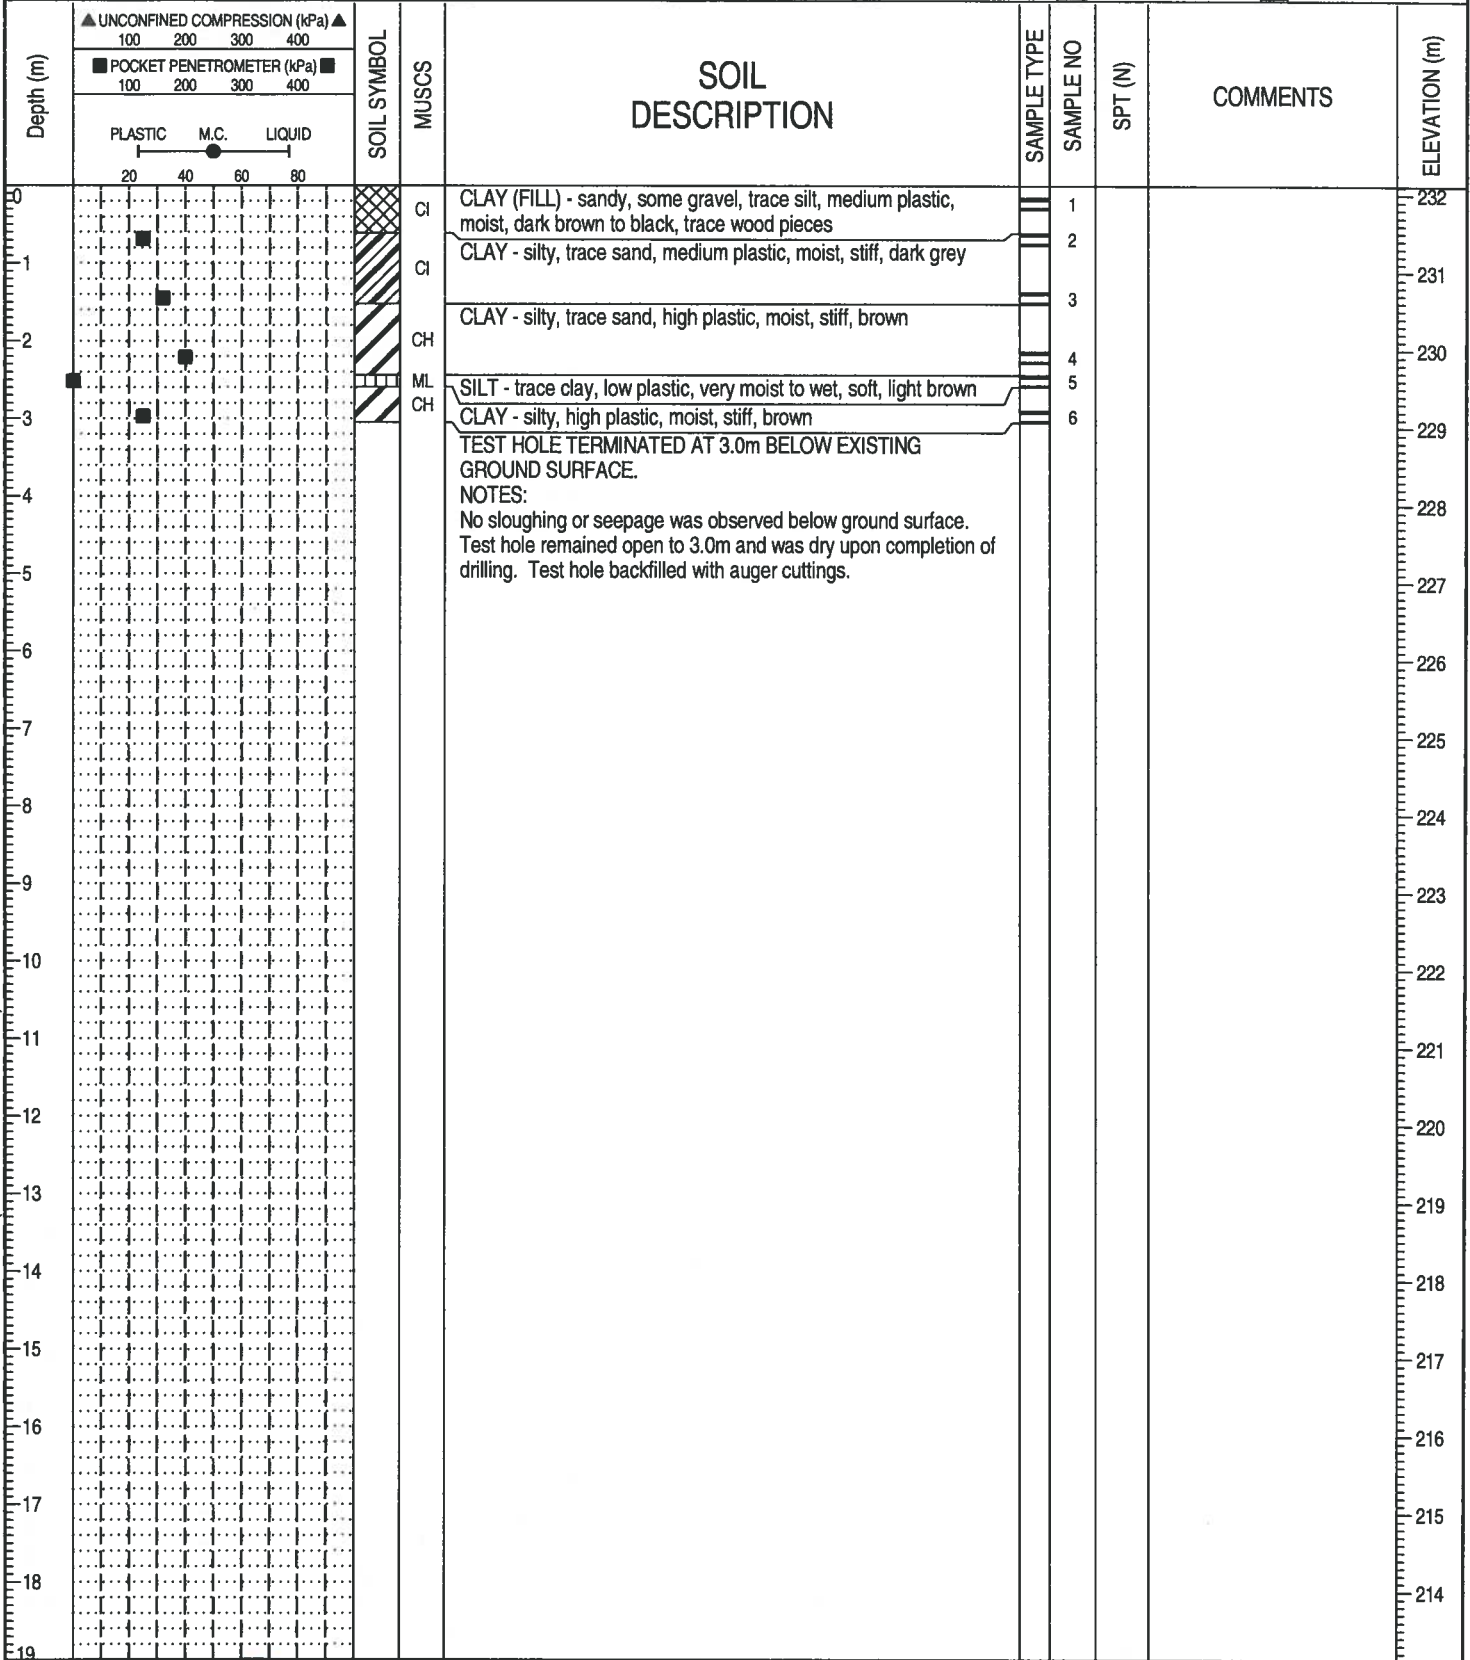 Depth (m)
▲ UNCONFINED COMPRESSION (kPa) ▲
100 200 300 400
■ POCKET PENETROMETER (kPa) ■
100 200 300 400
PLASTIC M.C. LIQUID
20 40 60 80
SOIL SYMBOL
MUSCS
SOIL
DESCRIPTION
SAMPLE TYPE
SAMPLE NO
SPT (N)
COMMENTS
ELEVATION (m)
0
CI
CLAY (FILL) - sandy, some gravel, trace silt, medium plastic,
moist, dark brown to black, trace wood pieces
1
232
2
CI
CLAY - silty, trace sand, medium plastic, moist, stiff, dark grey
1
231
3
CH
CLAY - silty, trace sand, high plastic, moist, stiff, brown
2
4
230
ML
SILT - trace clay, low plastic, very moist to wet, soft, light brown
5
CH
CLAY - silty, high plastic, moist, stiff, brown
6
3
229
TEST HOLE TERMINATED AT 3.0m BELOW EXISTING
GROUND SURFACE.
NOTES:
No sloughing or seepage was observed below ground surface.
Test hole remained open to 3.0m and was dry upon completion of
drilling. Test hole backfilled with auger cuttings.
4
228
5
227
6
226
7
225
8
224
9
223
10
222
11
221
12
220
13
219
14
218
15
217
16
216
17
215
18
214
19